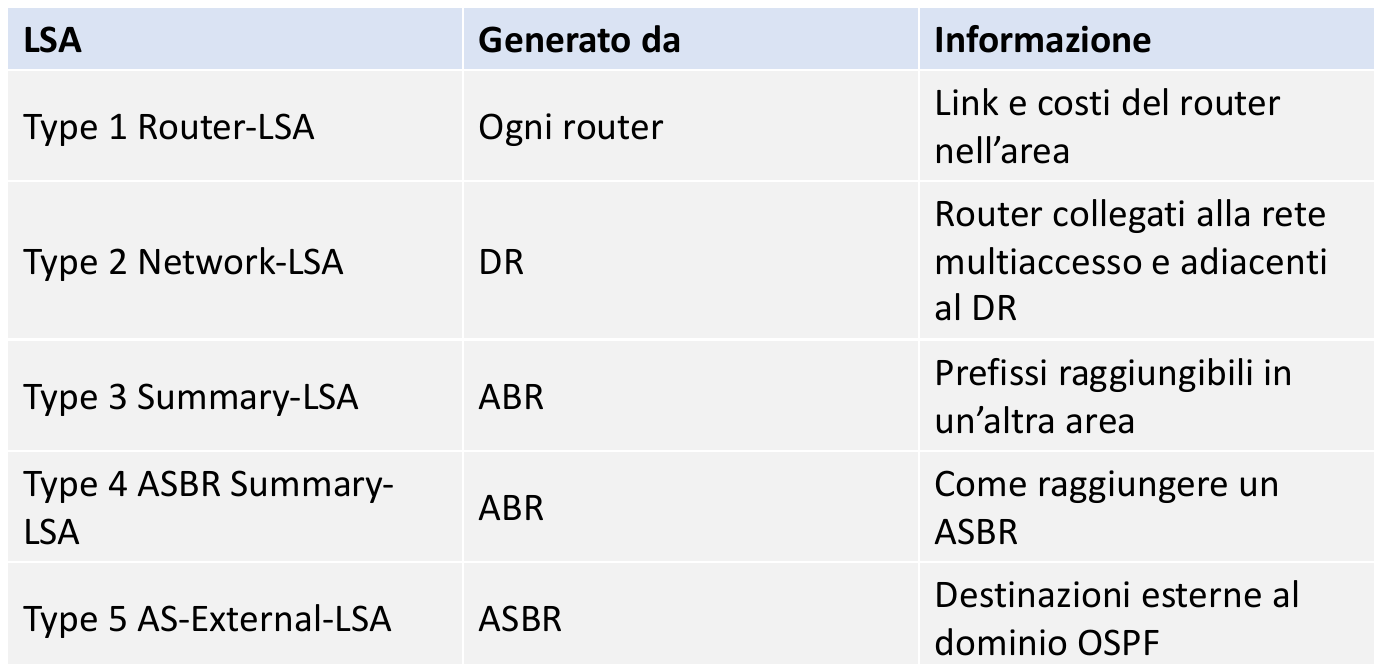 LSA
Generato da
Informazione
Type 1 Router-LSA
Ogni router
Link e costi del router
nell’area
Type 2 Network-LSA
DR
Router collegati alla rete
multiaccesso e adiacenti
al DR
Type 3 Summary-LSA
ABR
Prefissi raggiungibili in
un’altra area
Type 4 ASBR Summary-
LSA
ABR
Come raggiungere un
ASBR
Type 5 AS-External-LSA
ASBR
Destinazioni esterne al
dominio OSPF